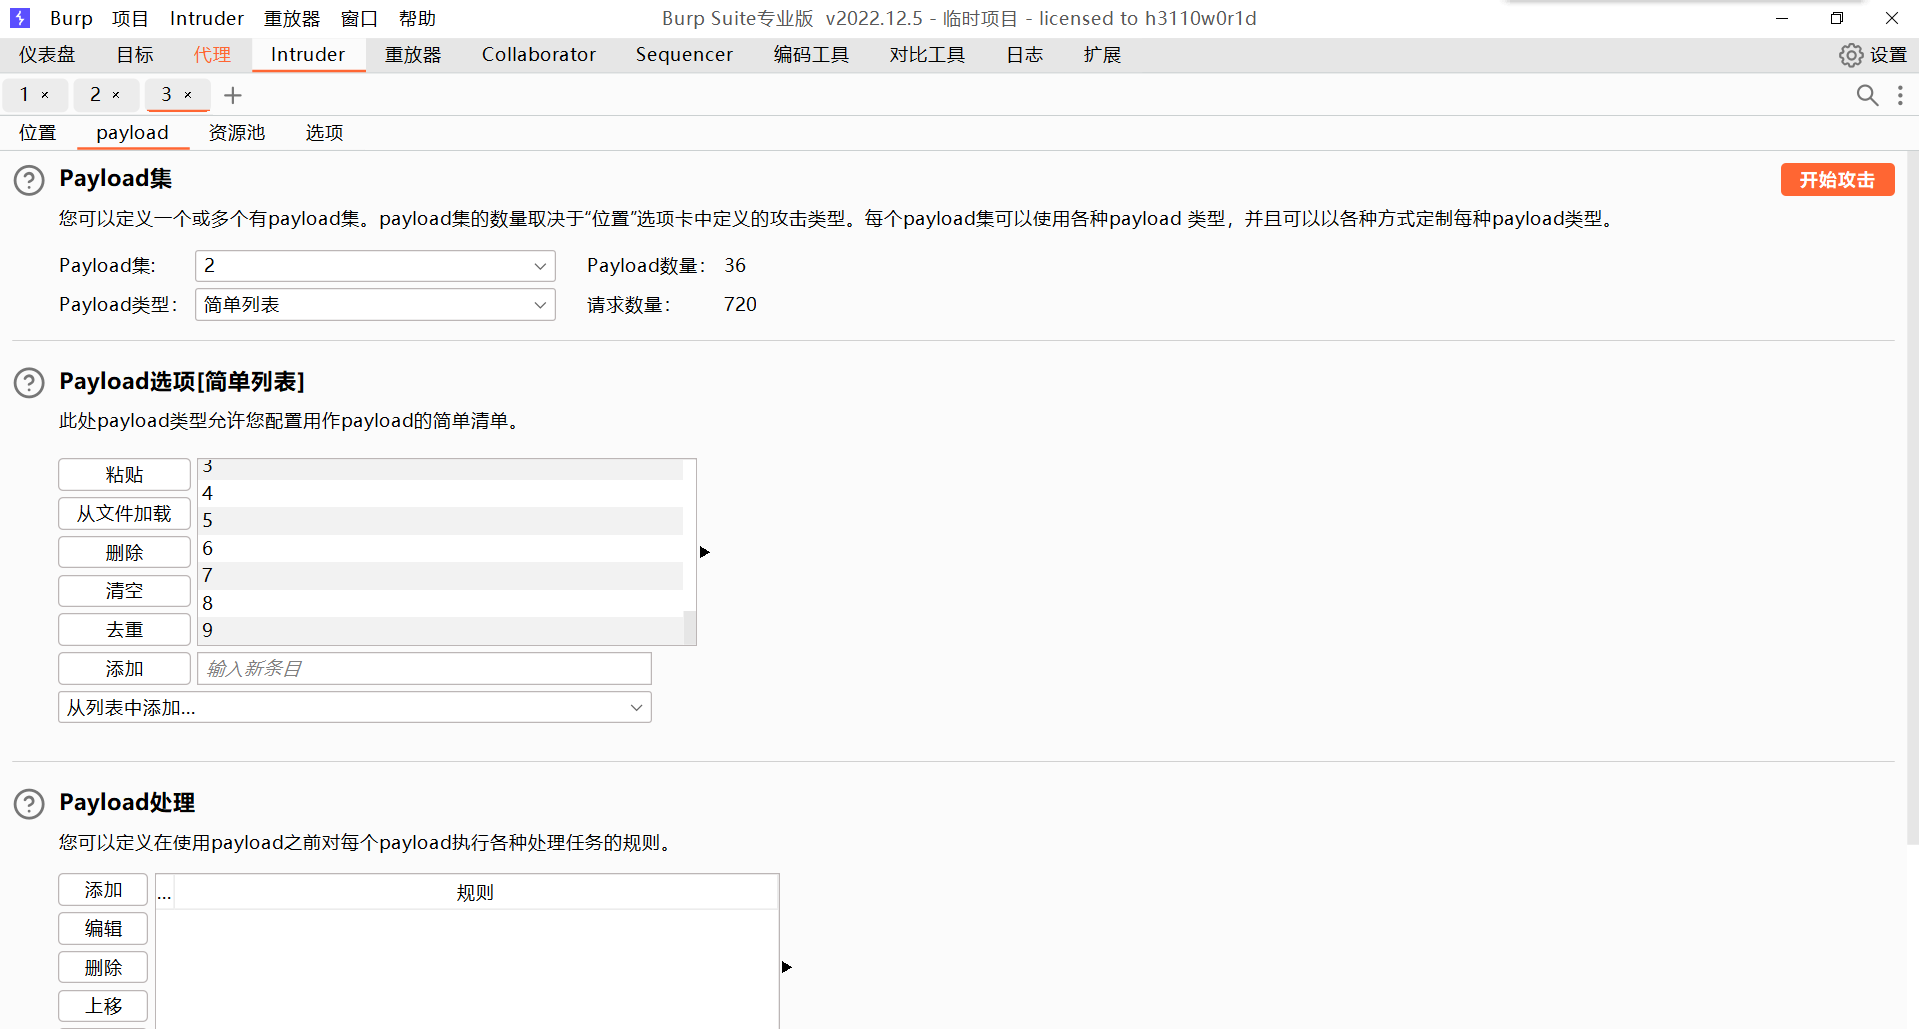 Burp 项目 Intruder 重放器 窗口 帮助 Burp Suite专业版 v2022.12.5 - 临时项目 - licensed to h3110w0r1d
仪表盘 目标 代理 Intruder 重放器 Collaborator Sequencer 编码工具 对比工具 日志 扩展 设置
1 × 2 × 3 × +
位置 payload 资源池 选项
Payload集 开始攻击
您可以定义一个或多个有payload集。payload集的数量取决于“位置”选项卡中定义的攻击类型。每个payload集可以使用各种payload 类型，并且可以以各种方式定制每种payload类型。
Payload集: 2 Payload数量： 36
Payload类型： 简单列表 请求数量： 720
Payload选项[简单列表]
此处payload类型允许您配置用作payload的简单清单。
粘贴
从文件加载
删除
清空
去重
3
4
5
6
7
8
9
添加 输入新条目
从列表中添加...
Payload处理
您可以定义在使用payload之前对每个payload执行各种处理任务的规则。
添加
编辑
删除
上移
... 规则